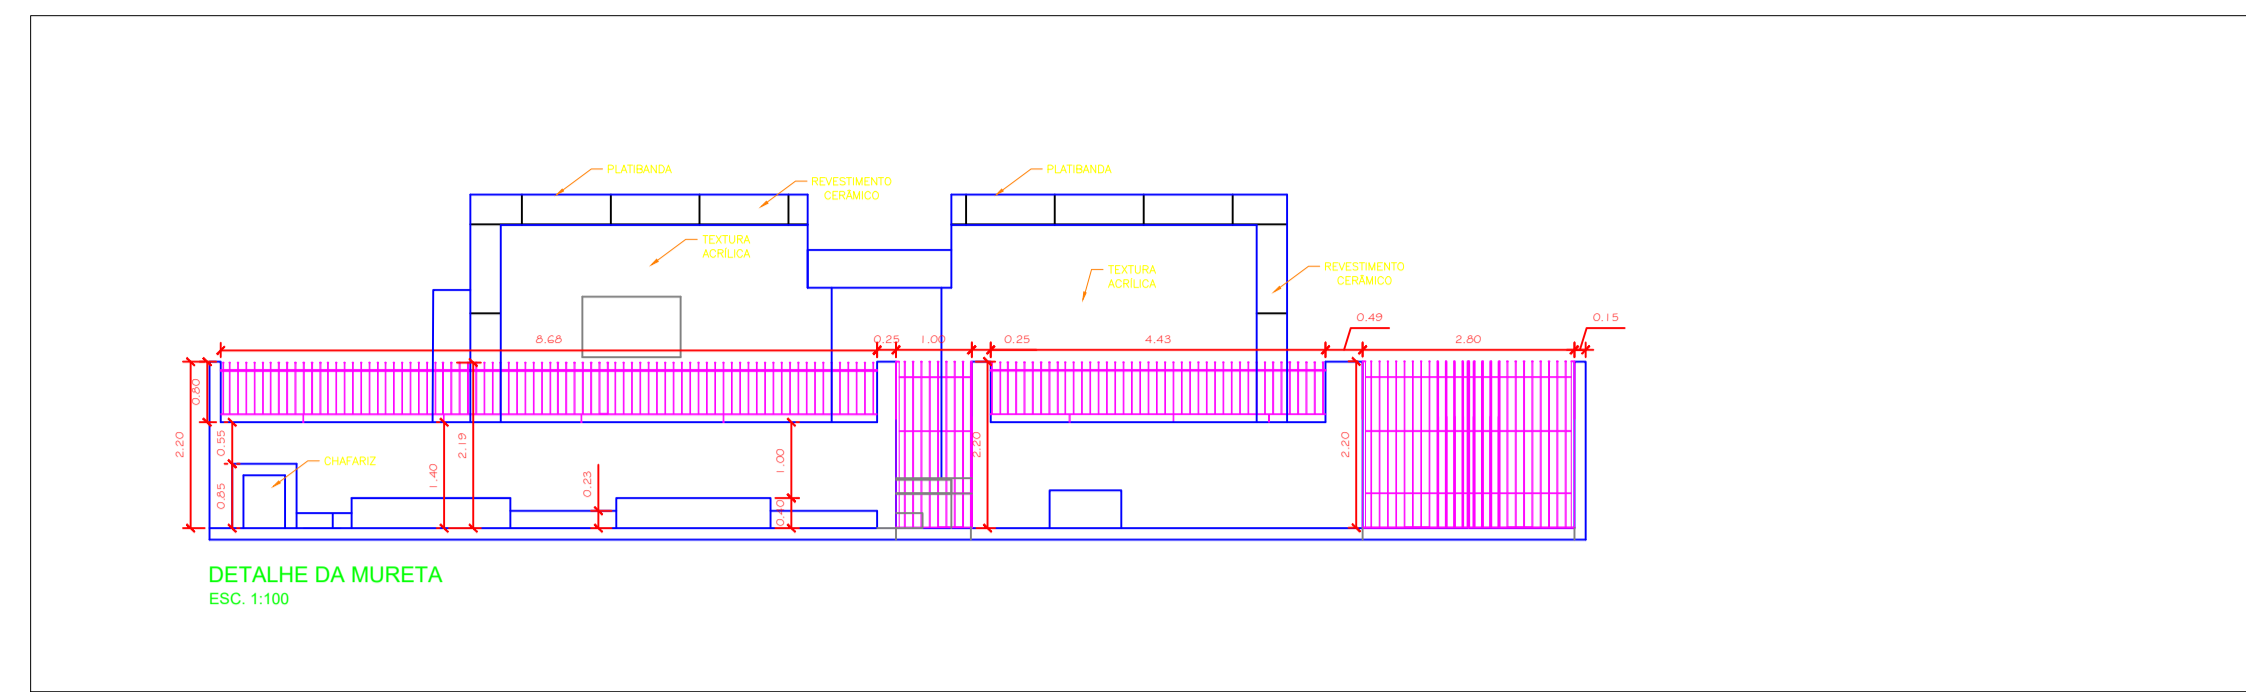 PLATIBANDA
REVESTIMENTO
CERÂMICO
PLATIBANDA
TEXTURA
ACRÍLICA
TEXTURA
ACRÍLICA
REVESTIMENTO
CERÂMICO
8.68
0.25
1.00
0.25
4.43
0.49
2.80
0.15
0.80
2.20
0.55
0.85
CHAFARIZ
1.40
2.19
0.23
1.00
0.40
2.20
2.20
DETALHE DA MURETA
ESC. 1:100